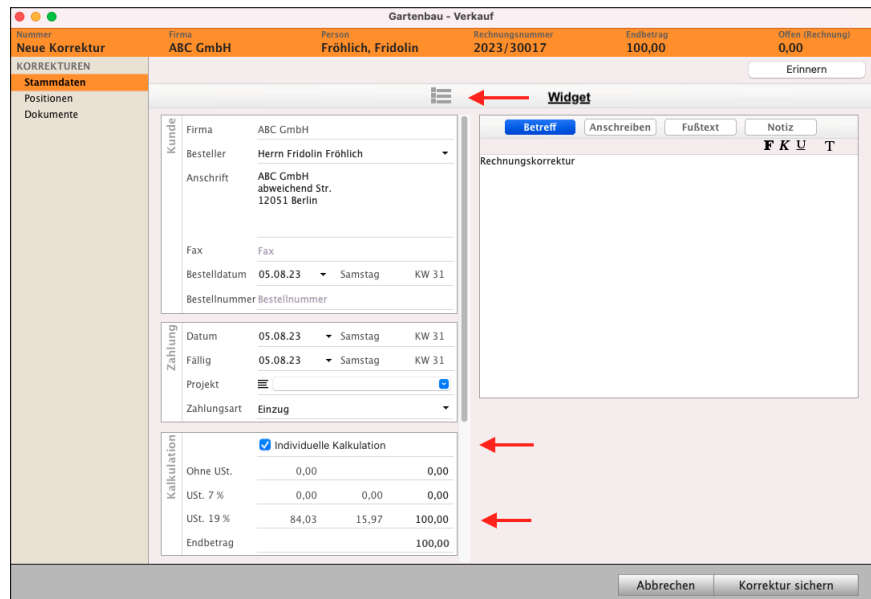 Gartenbau - Verkauf
Nummer Firma Person Rechnungsnummer Endbetrag Offen (Rechnung)
Neue Korrektur ABC GmbH Fröhlich, Fridolin 2023/30017 100,00 0,00
KORREKTUREN
Stammdaten
Positionen
Dokumente
Erinnern
Widget
Kunde
Firma ABC GmbH
Besteller Herrn Fridolin Fröhlich
Anschrift ABC GmbH
abweichend Str.
12051 Berlin
Fax Fax
Bestelldatum 05.08.23 Samstag KW 31
Bestellnummer Bestellnummer
Zahlung
Datum 05.08.23 Samstag KW 31
Fällig 05.08.23 Samstag KW 31
Projekt
Zahlungsart Einzug
Kalkulation
Individuelle Kalkulation
Ohne USt. 0,00 0,00
USt. 7 % 0,00 0,00 0,00
USt. 19 % 84,03 15,97 100,00
Endbetrag 100,00
Betreff Anschreiben Fußtext Notiz
F K U T
Rechnungskorrektur
Abbrechen Korrektur sichern